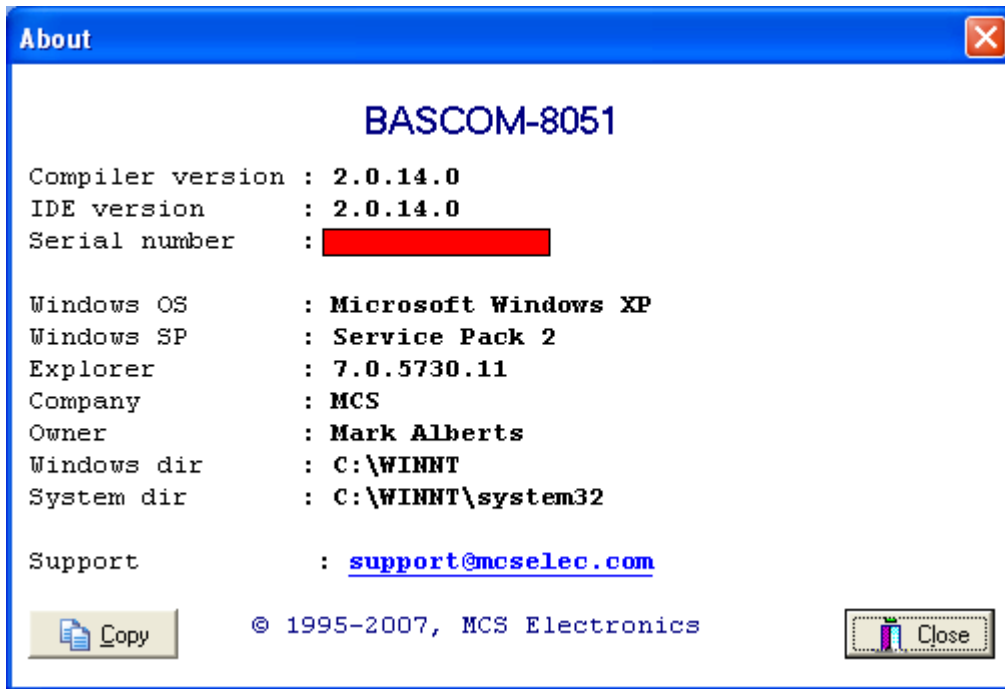 About
BASCOM-8051
Compiler version : 2.0.14.0
IDE version : 2.0.14.0
Serial number :
Windows OS : Microsoft Windows XP
Windows SP : Service Pack 2
Explorer : 7.0.5730.11
Company : MCS
Owner : Mark Alberts
Windows dir : C:\WINNT
System dir : C:\WINNT\system32
Support : support@mcselec.com
Copy © 1995-2007, MCS Electronics Close